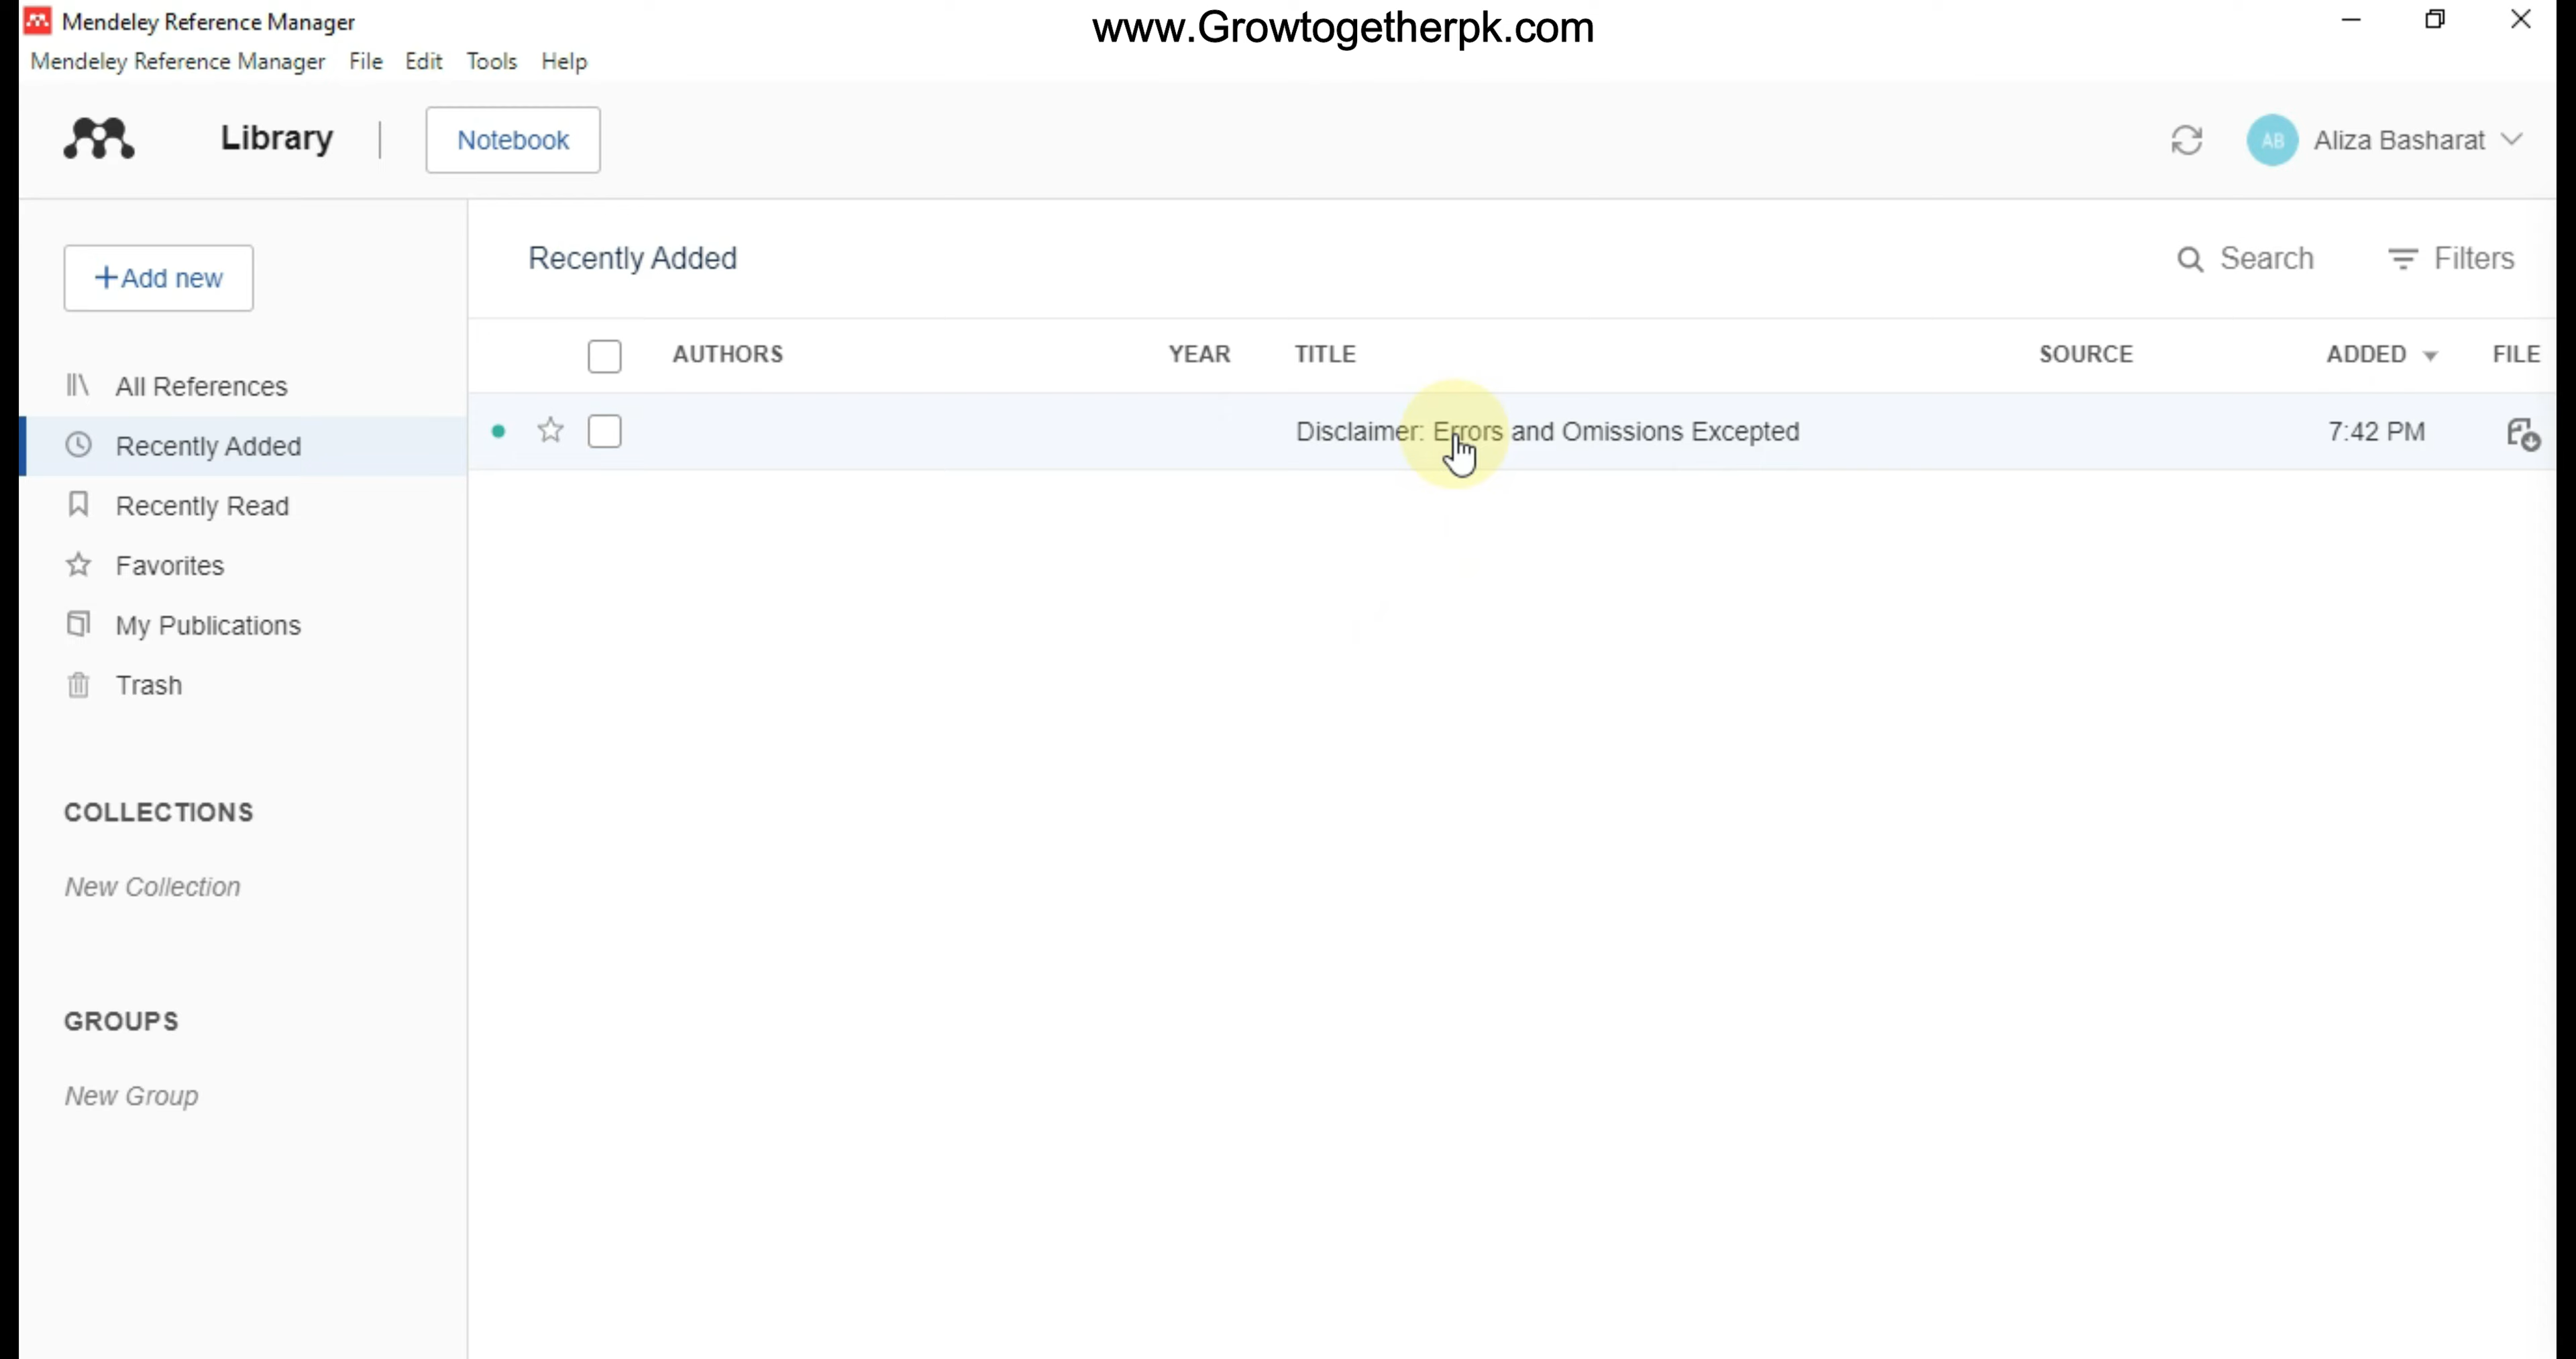 Mendeley Reference Manager
www.Growtogetherpk.com
Mendeley Reference Manager File Edit Tools Help
Library
Notebook
AB
Aliza Basharat
+Add new
Recently Added
Search
Filters
AUTHORS YEAR TITLE SOURCE ADDED FILE
Disclaimer: Errors and Omissions Excepted 7:42 PM
All References
Recently Added
Recently Read
Favorites
My Publications
Trash
COLLECTIONS
New Collection
GROUPS
New Group